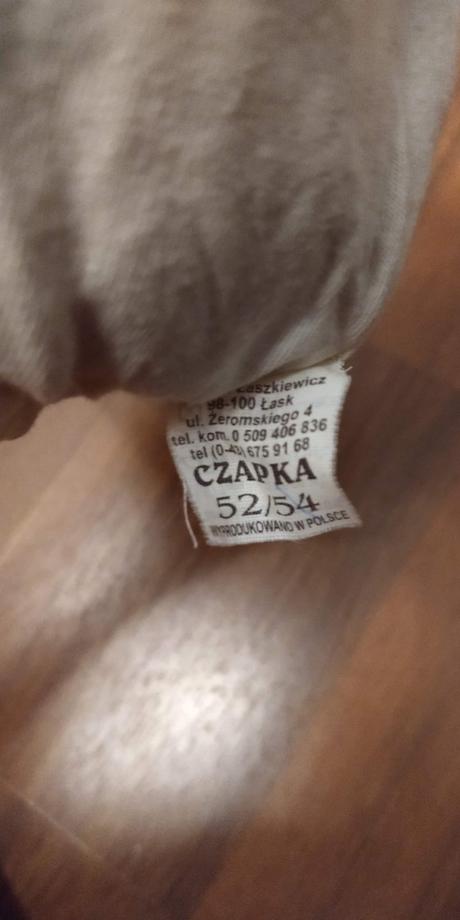 98-100 Łask
ul. Żeromskiego 4
tel. kom. 0 509 406 836
tel (0-43) 675 91 68
CZAPKA
52/54
WYPRODUKOWANO W POLSCE